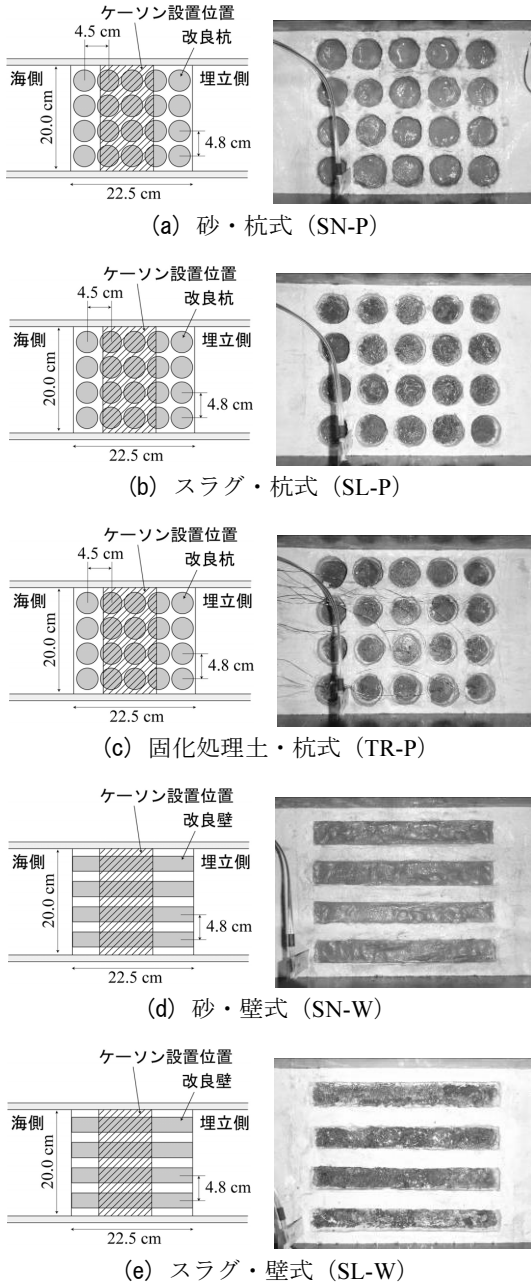 ケーソン設置位置
4.5 cm
改良杭
海側
埋立側
20.0 cm
4.8 cm
22.5 cm
(a) 砂・杭式 (SN-P)
ケーソン設置位置
4.5 cm
改良杭
海側
埋立側
20.0 cm
4.8 cm
22.5 cm
(b) スラグ・杭式 (SL-P)
ケーソン設置位置
4.5 cm
改良杭
海側
埋立側
20.0 cm
4.8 cm
22.5 cm
(c) 固化処理土・杭式 (TR-P)
ケーソン設置位置
改良壁
海側
埋立側
20.0 cm
4.8 cm
22.5 cm
(d) 砂・壁式 (SN-W)
ケーソン設置位置
改良壁
海側
埋立側
20.0 cm
4.8 cm
22.5 cm
(e) スラグ・壁式 (SL-W)